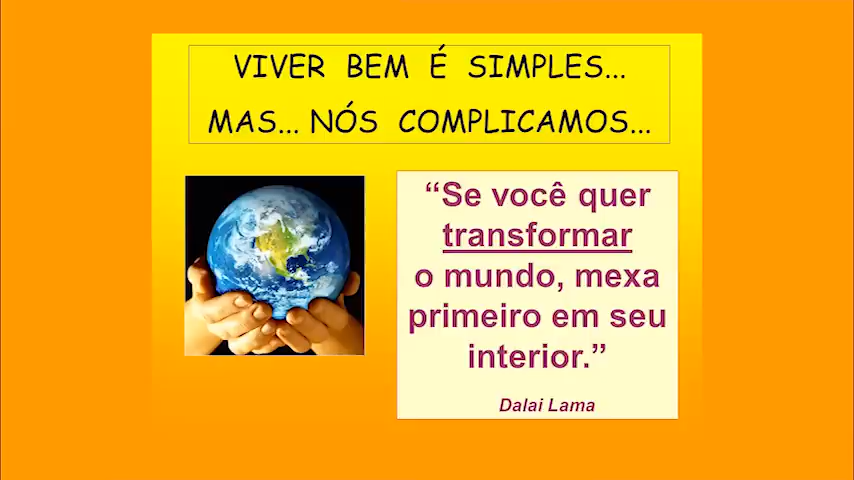 VIVER BEM É SIMPLES...
MAS... NÓS COMPLICAMOS...
“Se você quer
transformar
o mundo, mexa
primeiro em seu
interior.”
Dalai Lama